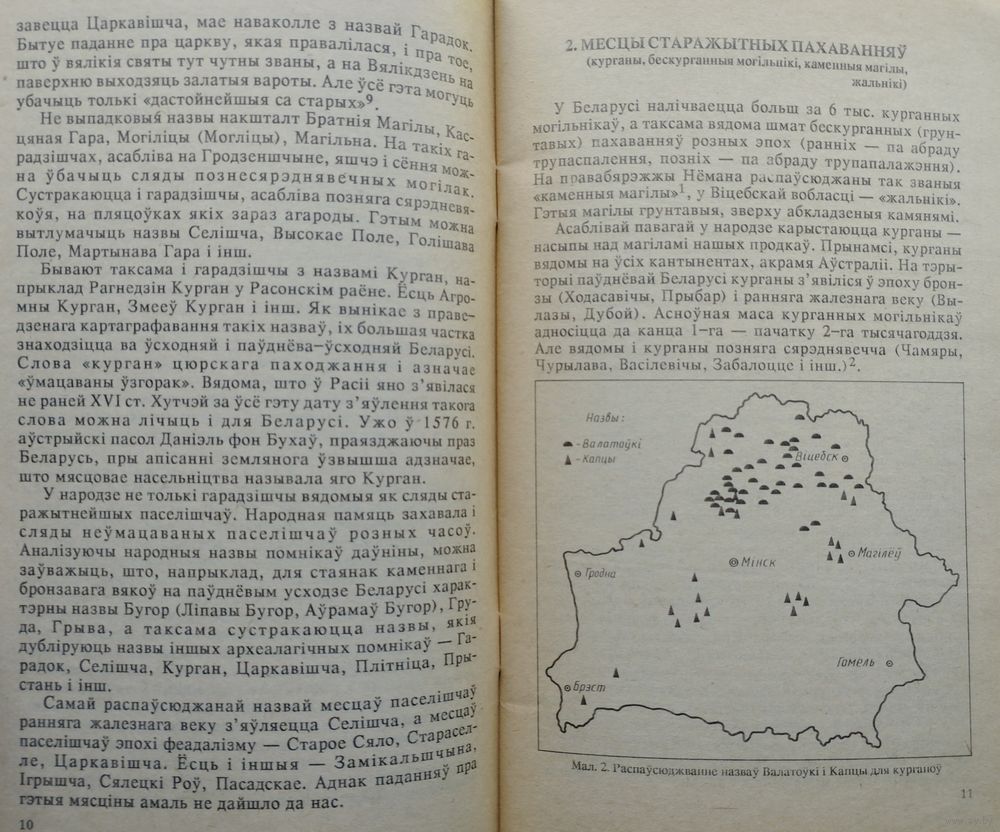 завецца Царкавішча, мае наваколле з назвай Гарадок.
Бытуе паданне пра царкву, якая правалілася, і пра тое,
што ў вялікія святы тут чутны званы, а на Вялікдзень на
паверхню выходзяць залатыя вароты. Але ўсё гэта могуць
убачыць толькі «дастойнейшыя са старых»⁹.
Не выпадковыя назвы накшталт Братнія Магілы, Кас-
цяная Гара, Могіліцы (Могліцы), Магільна. На такіх га-
радзішчах, асабліва на Гродзеншчыне, яшчэ і сёння мож-
на ўбачыць сляды познесярэднявечных могілак.
Сустракаюцца і гарадзішчы, асабліва позняга сярэдневя-
коўя, на пляцоўках якіх зараз агароды. Гэтым можна
вытлумачыць назвы Селішча, Высокае Поле, Голішава
Поле, Мартынава Гара і інш.
Бывают таксама і гарадзішчы з назвамі Курган, на-
прыклад Рагнедзін Курган у Расонскім раёне. Ёсць Агро-
мны Курган, Змееў Курган і інш. Як вынікае з праве-
дзенага картаграфавання такіх назваў, іх большая частка
знаходзіцца ва ўсходняй і паўднёва-ўсходняй Беларусі.
Слова «курган» цюрскага паходжання і азначае
«ўмацаваны ўзгорак». Вядома, што ў Расіі яно з’явілася
не раней XVI ст. Хутчэй за ўсё гэту дату з’яўлення такога
слова можна лічыць і для Беларусі. Ужо ў 1576 г.
аўстрыйскі пасол Даніэль фон Бухаў, праязджаючы праз
Беларусь, пры апісанні землянога ўзвышша адзначае,
што мясцовае насельніцтва называла яго Курган.
У народзе не толькі гарадзішчы вядомыя як сляды ста-
ражытнейшых паселішчаў. Народная памяць захавала і
сляды неўмацаваных паселішчаў розных часоў.
Аналізуючы народныя назвы помнікаў даўніны, можна
заўважыць, што, напрыклад, для стаянак каменнага і
бронзавага вякоў на паўднёвым усходзе Беларусі харак-
тэрны назвы Бугор (Ліпавы Бугор, Аўрамаў Бугор), Гру-
да, Грыва, а таксама сустракаюцца назвы, якія
дубліруюць назвы іншых археалагічных помнікаў — Га-
радок, Селішча, Курган, Царкавішча, Плітніца, Пры-
стань і інш.
Самай распаўсюджанай назвай месцаў паселішчаў
ранняга жалезнага веку з’яўляецца Селішча, а месцаў
паселішчаў эпохі феадалізму — Старое Сяло, Старасел-
ле, Царкавішча. Ёсць і іншыя — Замікальшчына,
Ігрышча, Сялецкі Роў, Пасадскае. Аднак паданняў пра
гэтыя мясціны амаль не дайшло да нас.
10
2. МЕСЦЫ СТАРАЖЫТНЫХ ПАХАВАННЯЎ
(курганы, бескурганныя могільнікі, каменныя магілы,
жальнікі)
У Беларусі налічваецца больш за 6 тыс. курганных
могільнікаў, а таксама вядома шмат бескурганных (грун-
тавых) пахаванняў розных эпох (ранніх — па абраду
трупаспалення, позніх — па абраду трупапалажэння).
На правабярэжжы Нёмана распаўсюджаны так званыя
«каменныя магілы»¹, у Віцебскай вобласці — «жальнікі».
Гэтыя магілы грунтавыя, зверху абкладзеныя камянямі.
Асаблівай павагай у народзе карыстаюцца курганы —
насыпы над магіламі нашых продкаў. Прынамсі, курганы
вядомы на ўсіх кантынентах, акрамя Аўстраліі. На тэры-
торыі паўднёвай Беларусі курганы з’явіліся ў эпоху брон-
зы (Ходасавічы, Прыбар) і ранняга жалезнага веку (Вы-
лазы, Дубой). Асноўная маса курганных могільнікаў
адносіцца да канца 1-га — пачатку 2-га тысячагоддзя.
Але вядомы і курганы позняга сярэднявечча (Чамяры,
Чурылава, Васілевічы, Забалоцце і інш.)².
Назвы:
- Валатоўкі
- Капцы
Віцебск
Мінск
Магілёў
Гродна
Гомель
Брэст
Мал. 2. Распаўсюджванне назваў Валатоўкі і Капцы для курганоў
11
www.ay.by